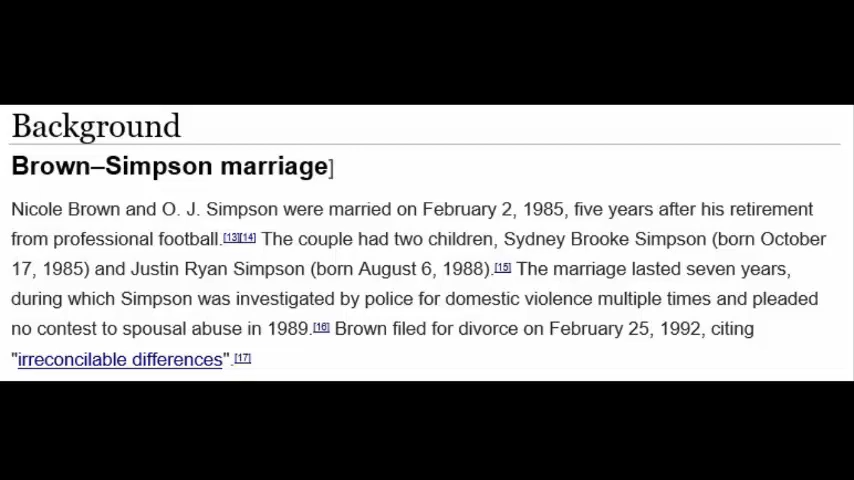 Background
Brown–Simpson marriage]
Nicole Brown and O. J. Simpson were married on February 2, 1985, five years after his retirement
from professional football.[13][14] The couple had two children, Sydney Brooke Simpson (born October
17, 1985) and Justin Ryan Simpson (born August 6, 1988).[15] The marriage lasted seven years,
during which Simpson was investigated by police for domestic violence multiple times and pleaded
no contest to spousal abuse in 1989.[16] Brown filed for divorce on February 25, 1992, citing
"irreconcilable differences".[17]